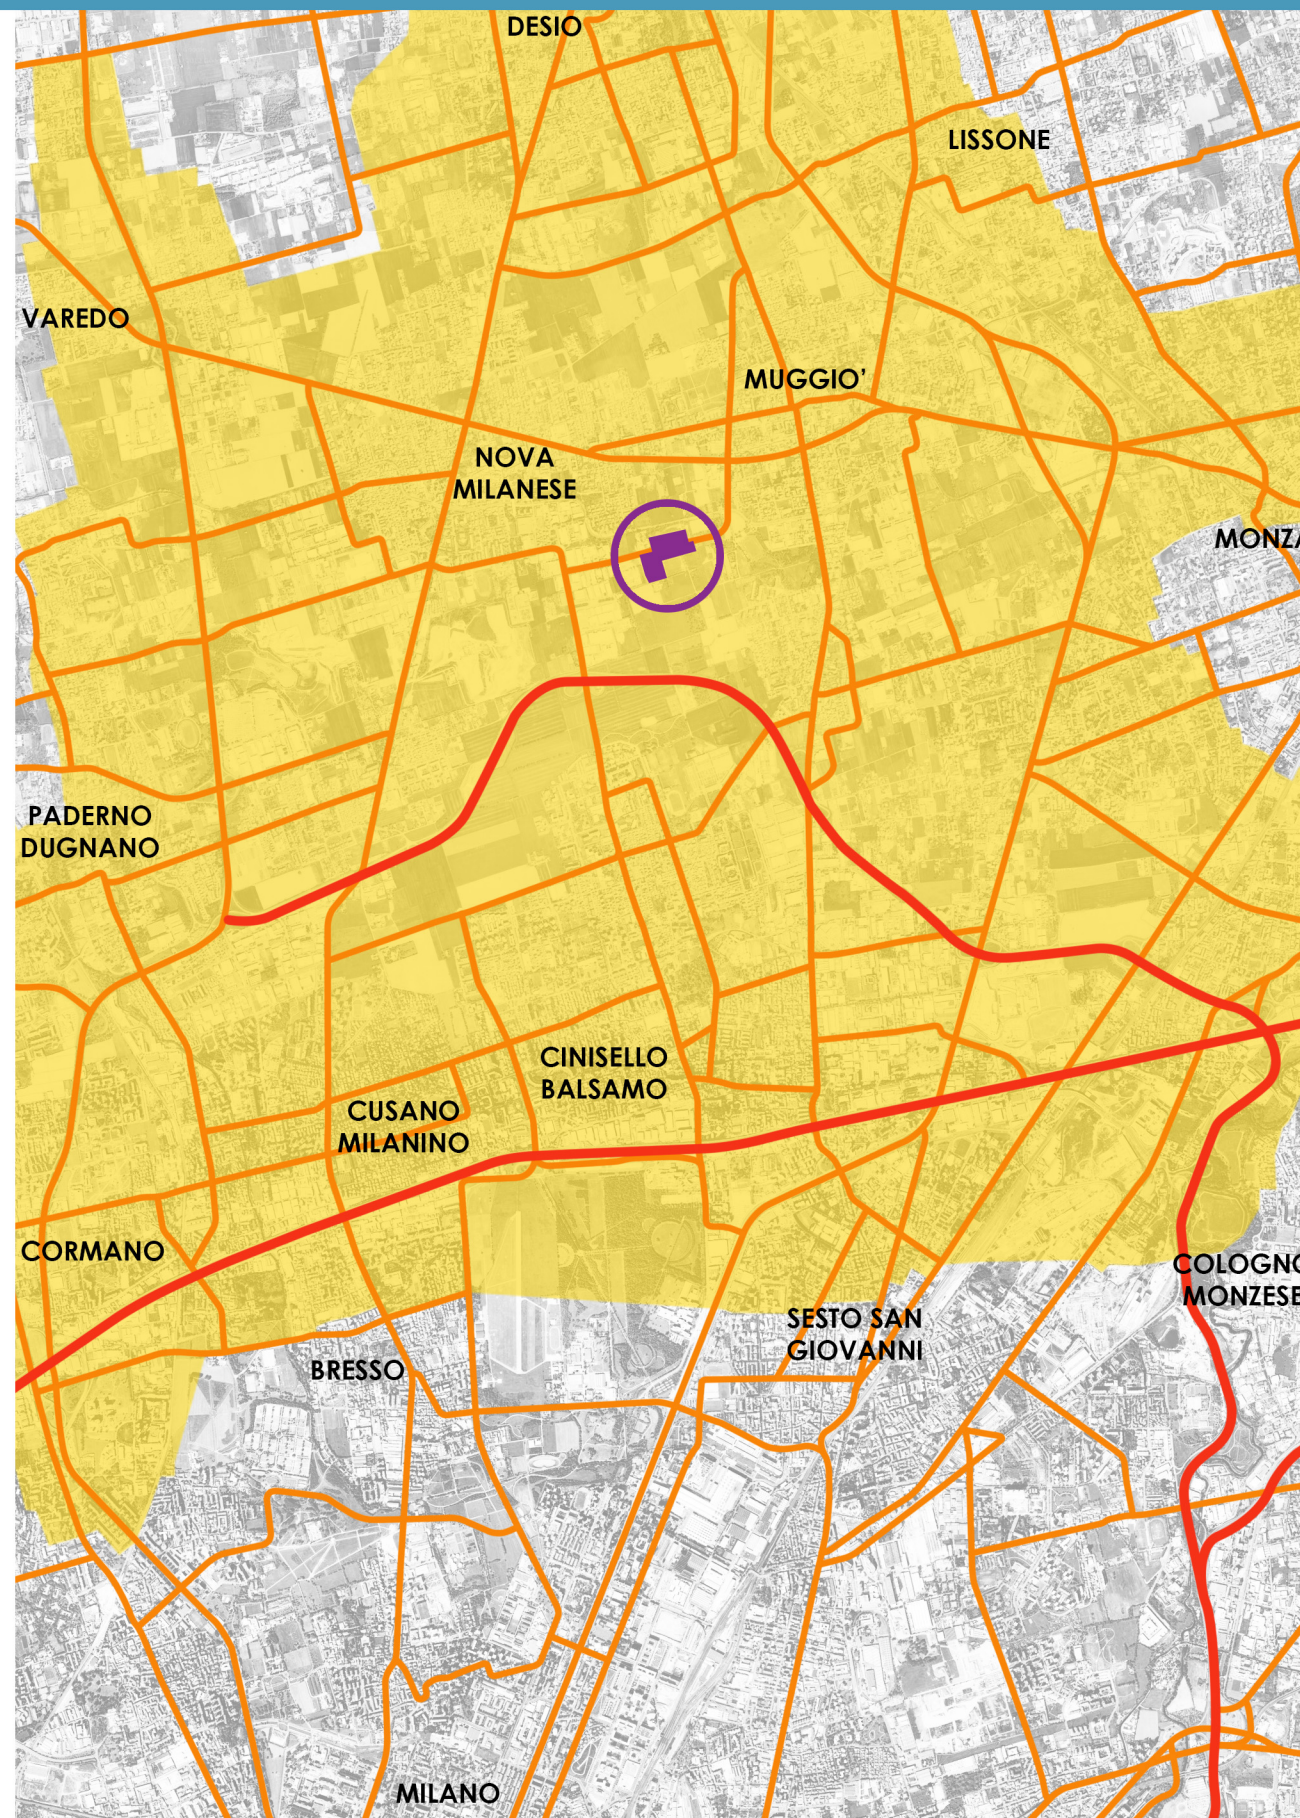 DESIO
LISSONE
VAREDO
MUGGIO'
NOVA
MILANESE
MONZA
PADERNO
DUGNANO
CINISELLO
BALSAMO
CUSANO
MILANINO
CORMANO
COLOGNO
MONZESE
SESTO SAN
GIOVANNI
BRESSO
MILANO